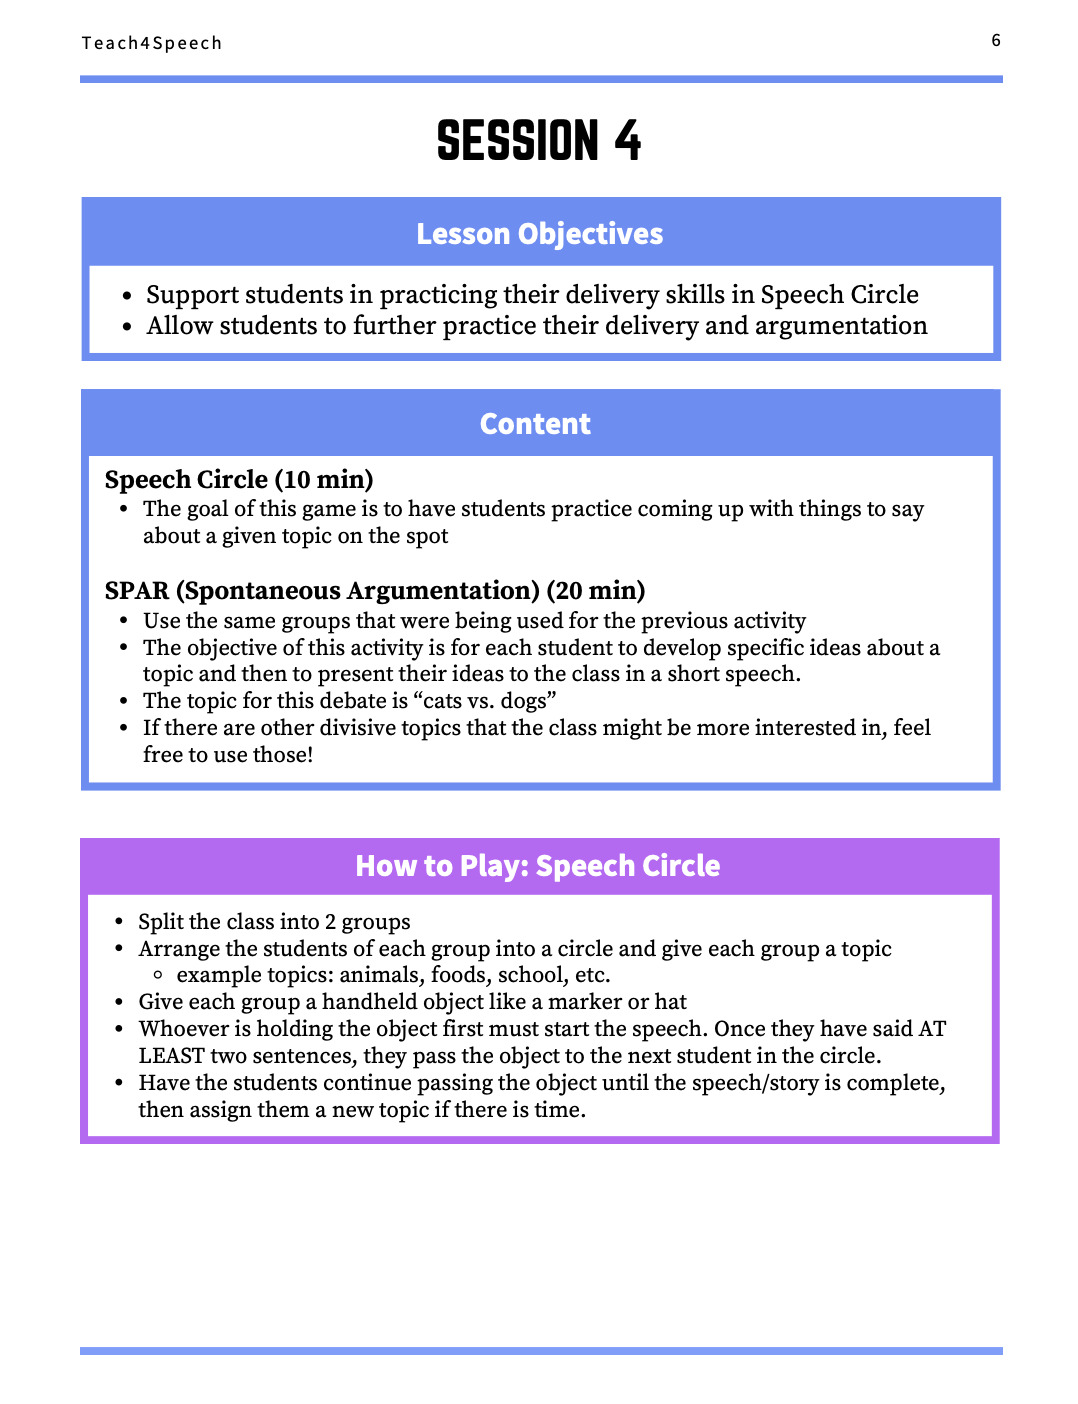 Teach4Speech
6
SESSION 4
Lesson Objectives
• Support students in practicing their delivery skills in Speech Circle
• Allow students to further practice their delivery and argumentation
Content
Speech Circle (10 min)
• The goal of this game is to have students practice coming up with things to say
about a given topic on the spot
SPAR (Spontaneous Argumentation) (20 min)
• Use the same groups that were being used for the previous activity
• The objective of this activity is for each student to develop specific ideas about a
topic and then to present their ideas to the class in a short speech.
• The topic for this debate is “cats vs. dogs”
• If there are other divisive topics that the class might be more interested in, feel
free to use those!
How to Play: Speech Circle
• Split the class into 2 groups
• Arrange the students of each group into a circle and give each group a topic
◦ example topics: animals, foods, school, etc.
• Give each group a handheld object like a marker or hat
• Whoever is holding the object first must start the speech. Once they have said AT
LEAST two sentences, they pass the object to the next student in the circle.
• Have the students continue passing the object until the speech/story is complete,
then assign them a new topic if there is time.